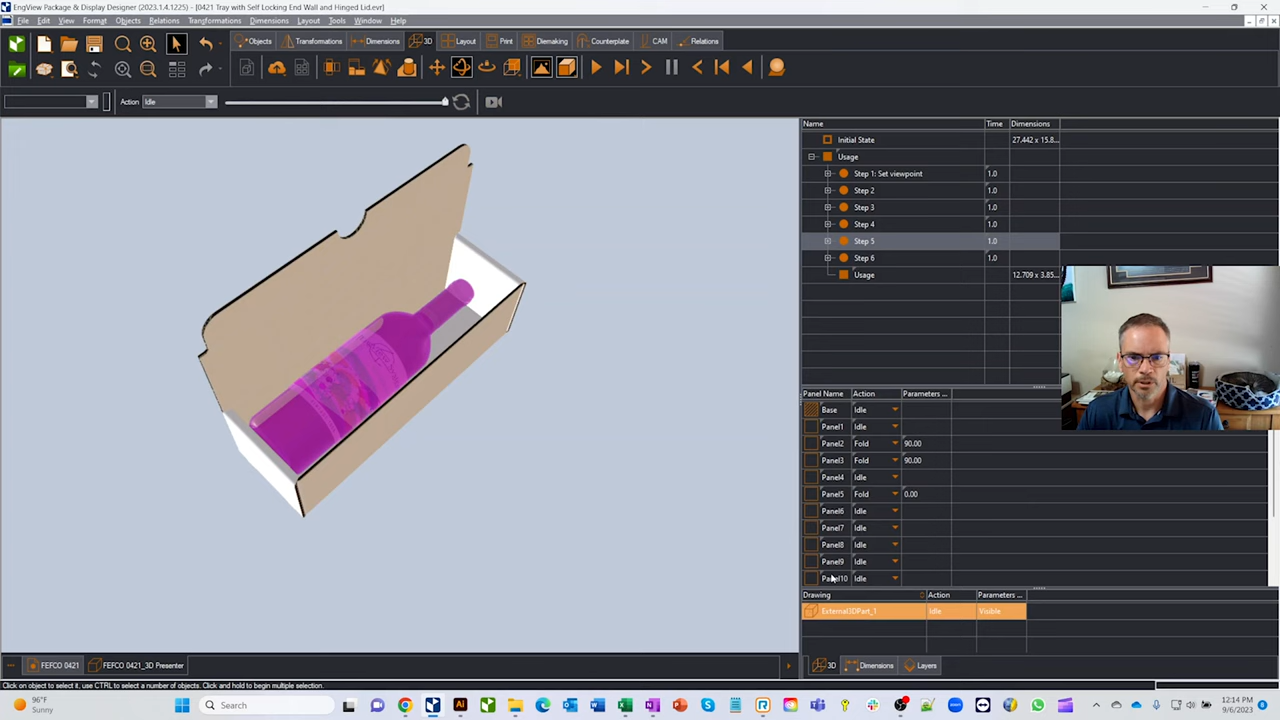 EngView Package & Display Designer (2023.1.4.1225) - [0421 Tray with Self Locking End Wall and Hinged Lid.evr]
File Edit View Format Objects Relations Transformations Dimensions Layout Tools Window Help
Objects Transformations Dimensions 3D Layout Print Diemaking Counterplate CAM Relations
Action Idle
Name Time Dimensions
Initial State 27.442 x 15.8...
Usage
Step 1: Set viewpoint 1.0
Step 2 1.0
Step 3 1.0
Step 4 1.0
Step 5 1.0
Step 6 1.0
Usage 12.709 x 3.85...
Panel Name Action Parameters ...
Base Idle
Panel1 Idle
Panel2 Fold 90.00
Panel3 Fold 90.00
Panel4 Idle
Panel5 Fold 0.00
Panel6 Idle
Panel7 Idle
Panel8 Idle
Panel9 Idle
Panel10 Idle
Drawing Action Parameters ...
External3DPart_1 Idle Visible
... FEFCO 0421 FEFCO 0421_3D Presenter 3D Dimensions Layers
Click on object to select it, use CTRL to select a number of objects. Click and hold to begin multiple selection.
96°F
Sunny
Search
12:14 PM
9/6/2023